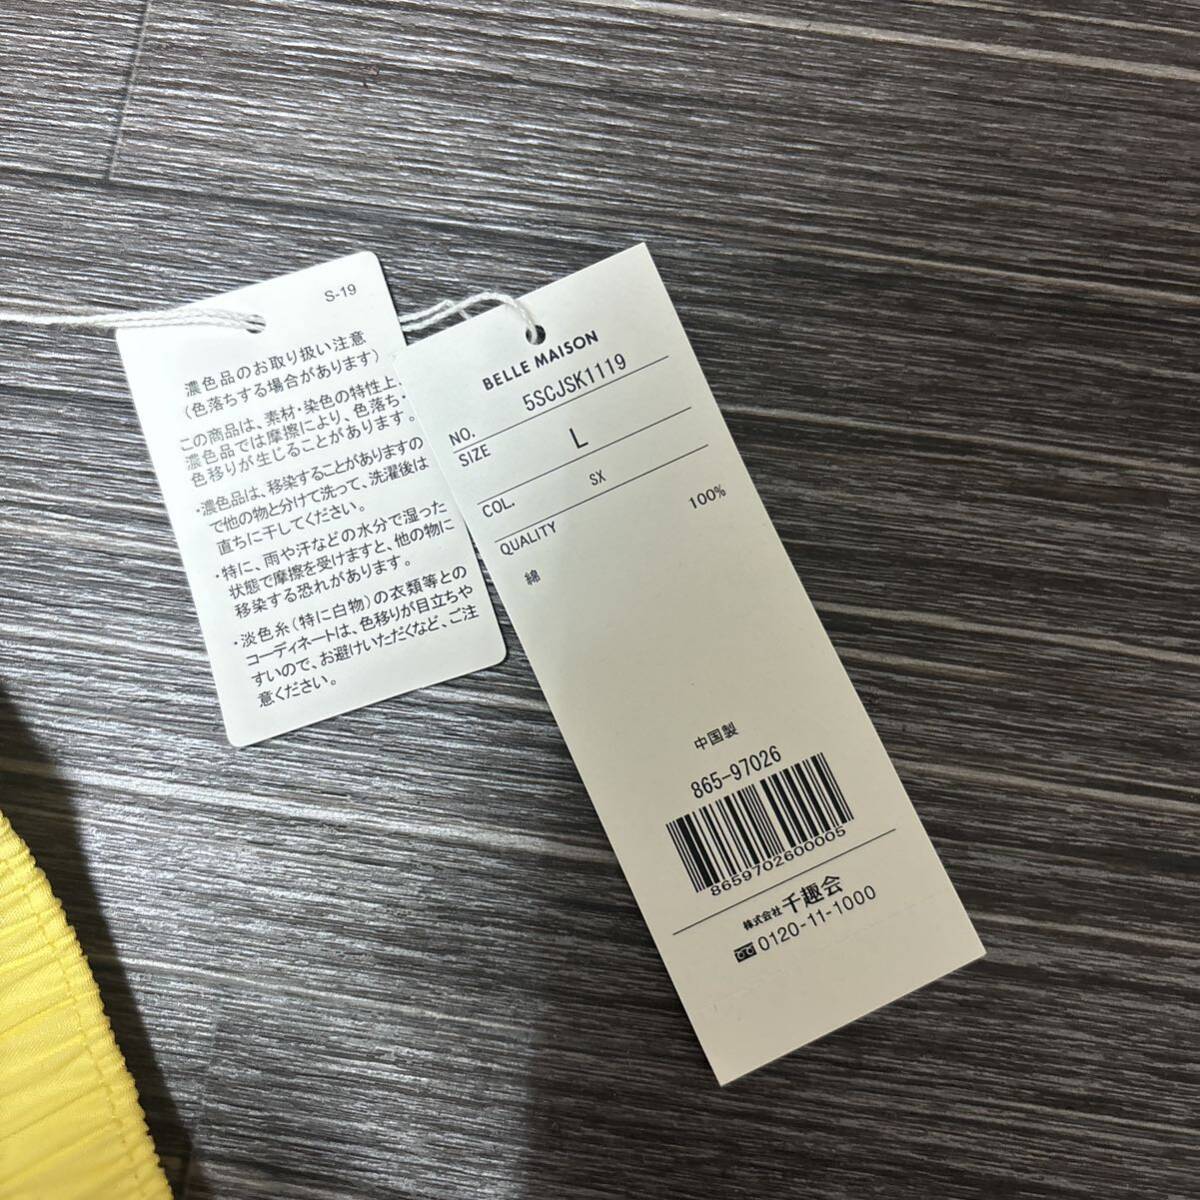 S-19
濃色品のお取り扱い注意
(色落ちする場合があります)
この商品は、素材・染色の特性上、
濃色品では摩擦により、色落ち・
色移りが生じることがあります。
・濃色品は、移染することがありますの
で他の物と分けて洗って、洗濯後は
直ちに干してください。
・特に、雨や汗などの水分で湿った
状態で摩擦を受けますと、他の物に
移染する恐れがあります。
・淡色糸(特に白物)の衣類等との
コーディネートは、色移りが目立ちや
すいので、お避けいただくなど、ご注
意ください。
BELLE MAISON
NO. 5SCJSK1119
SIZE L
COL. SX
QUALITY
綿 100%
中国製
865-97026
8659702600005
株式会社 千趣会
0120-11-1000